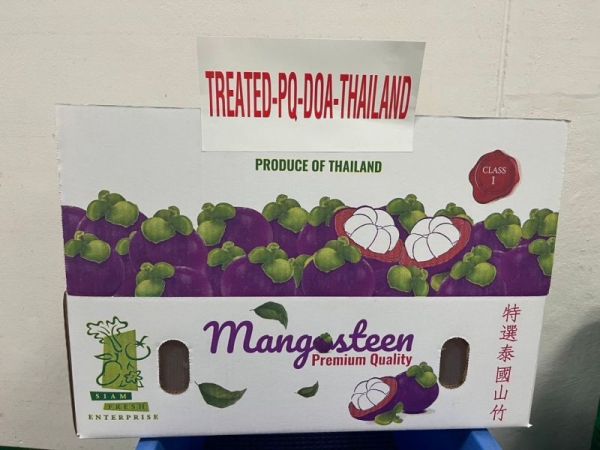 TREATED-PQ-DOA-THAILAND
PRODUCE OF THAILAND
CLASS
1
Mangosteen
Premium Quality
特選泰國山竹
SIAM
FRESH
ENTERPRISE